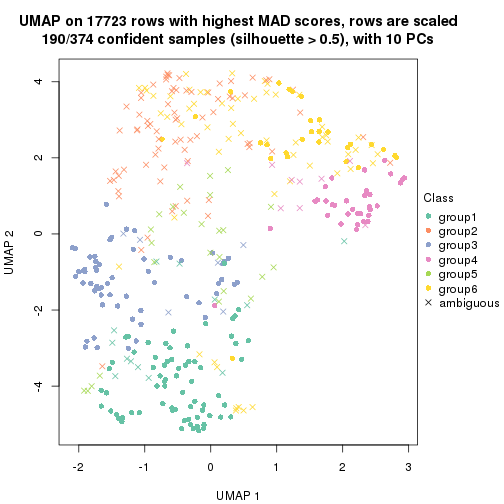 UMAP on 17723 rows with highest MAD scores, rows are scaled
190/374 confident samples (silhouette > 0.5), with 10 PCs
4
2
0
-2
-4
UMAP 2
-2
-1
0
1
2
3
UMAP 1
Class
group1
group2
group3
group4
group5
group6
ambiguous